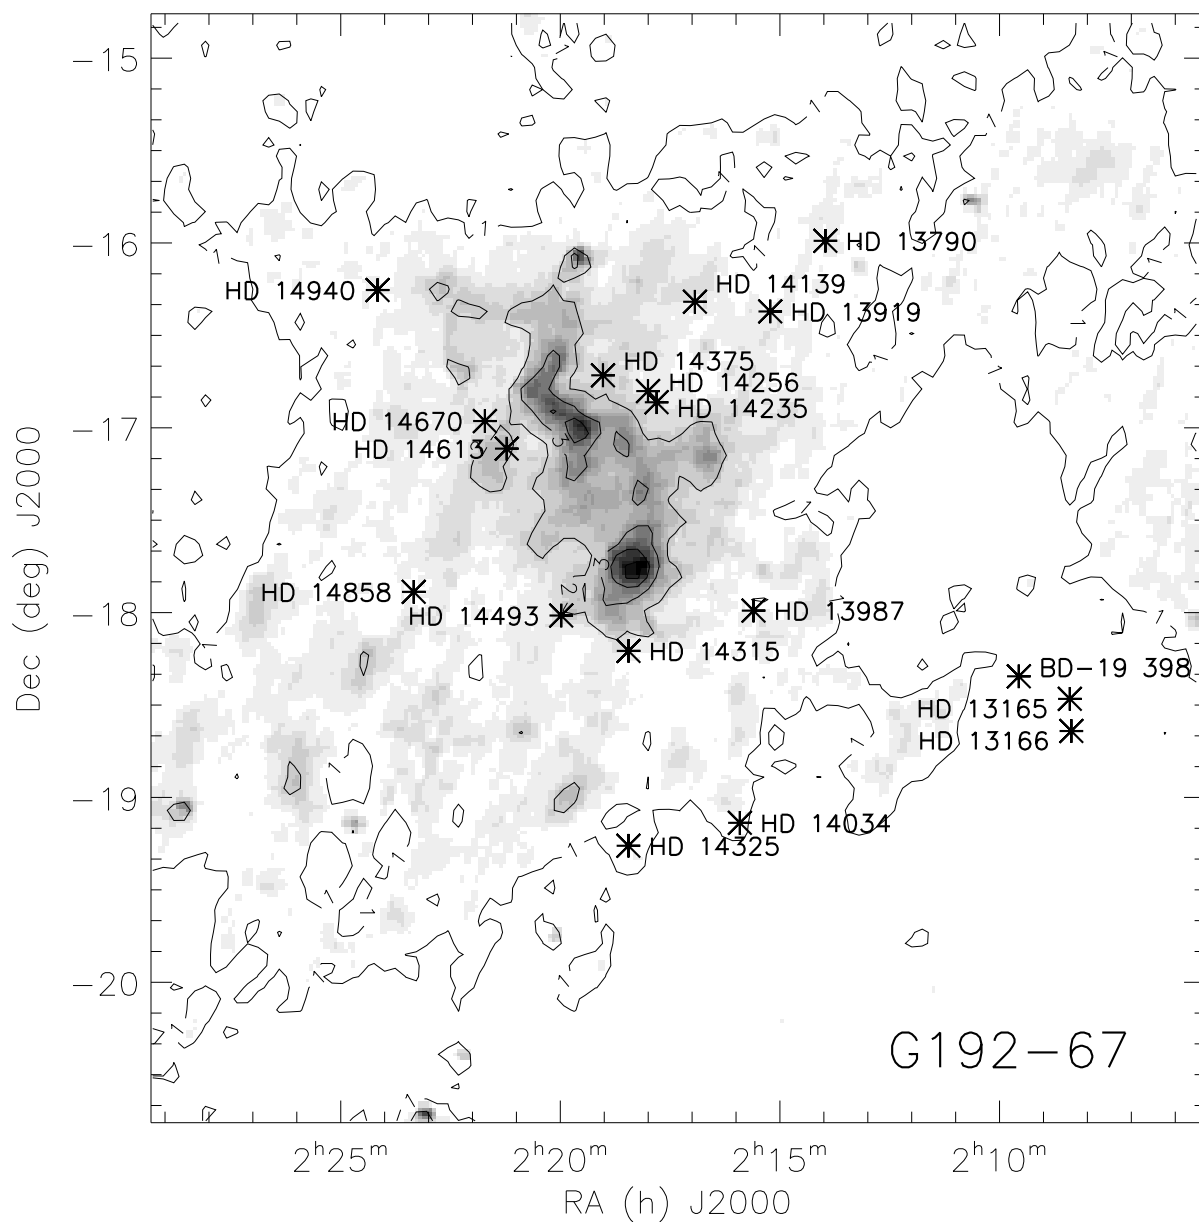 −15
−16
HD 13790
HD 14139
HD 14940
HD 13919
HD 14375
HD 14256
HD 14235
−17
HD 14670
HD 14613
HD 14858
HD 14493
HD 13987
−18
HD 14315
BD−19 398
HD 13165
HD 13166
−19
HD 14034
HD 14325
−20
G192−67
Dec (deg) J2000
2h25m
2h20m
2h15m
2h10m
RA (h) J2000